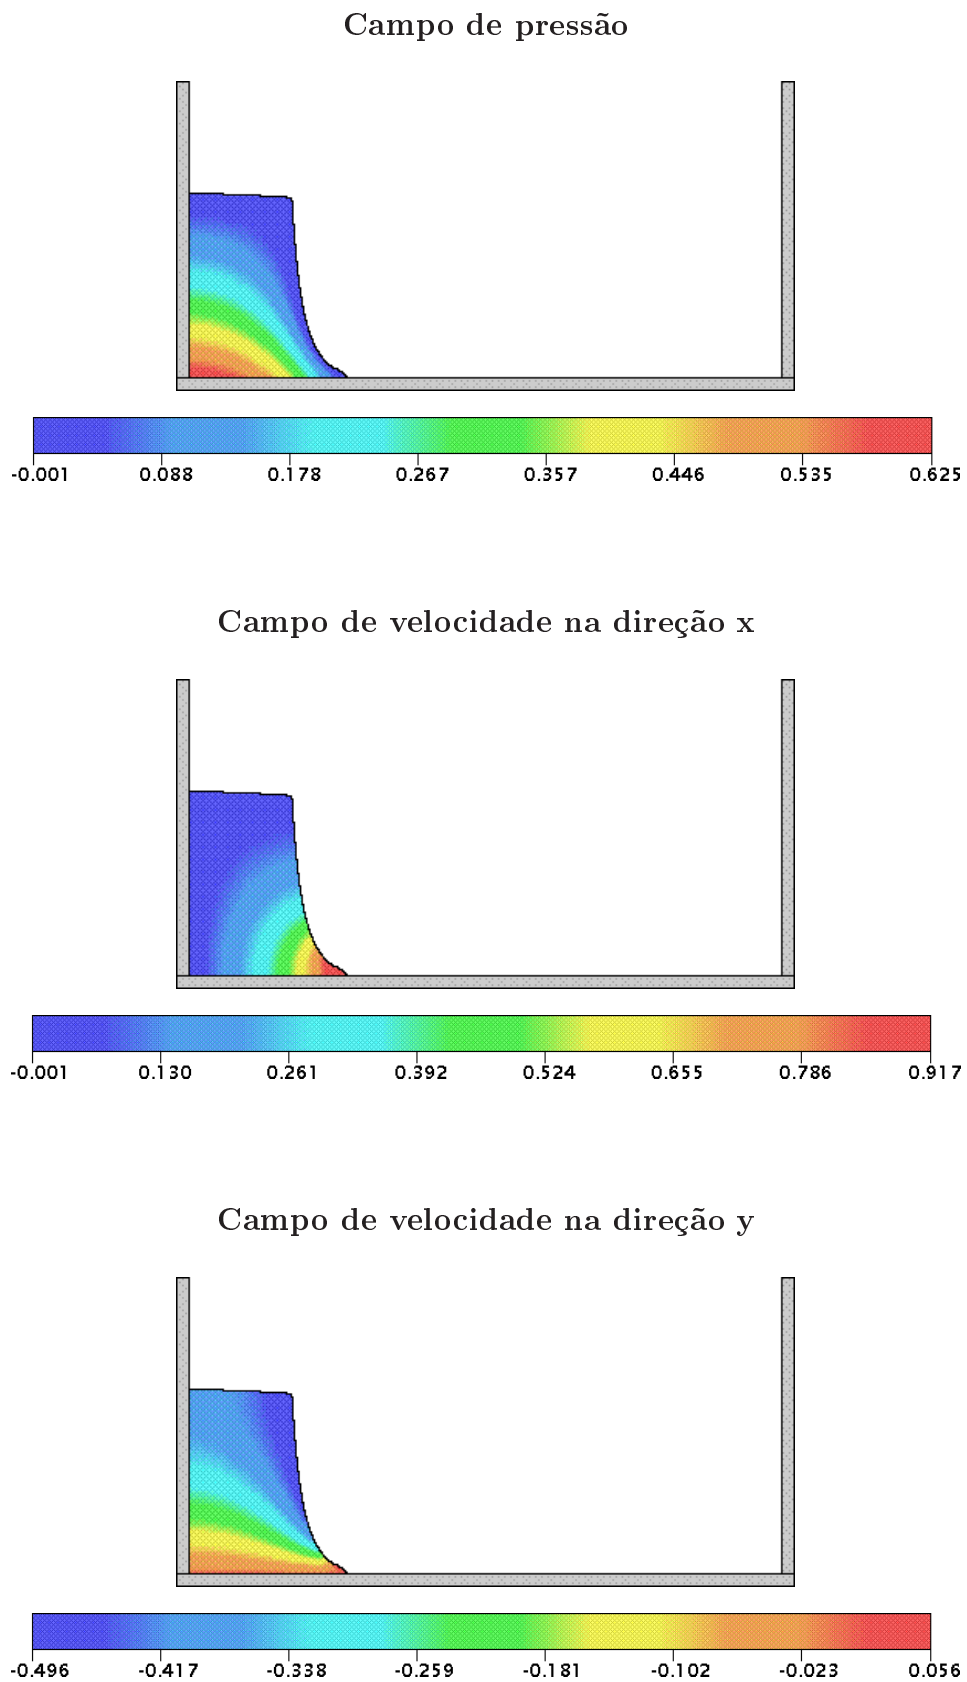 Campo de pressão
-0.001 0.088 0.178 0.267 0.357 0.446 0.535 0.625
Campo de velocidade na direção x
-0.001 0.130 0.261 0.392 0.524 0.655 0.786 0.917
Campo de velocidade na direção y
-0.496 -0.417 -0.338 -0.259 -0.181 -0.102 -0.023 0.056